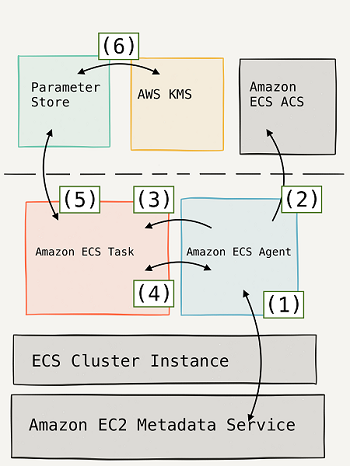 (6)
Parameter
Store
AWS KMS
Amazon
ECS ACS
(5)
(3)
(2)
Amazon ECS Task
Amazon ECS Agent
(4)
(1)
ECS Cluster Instance
Amazon EC2 Metadata Service